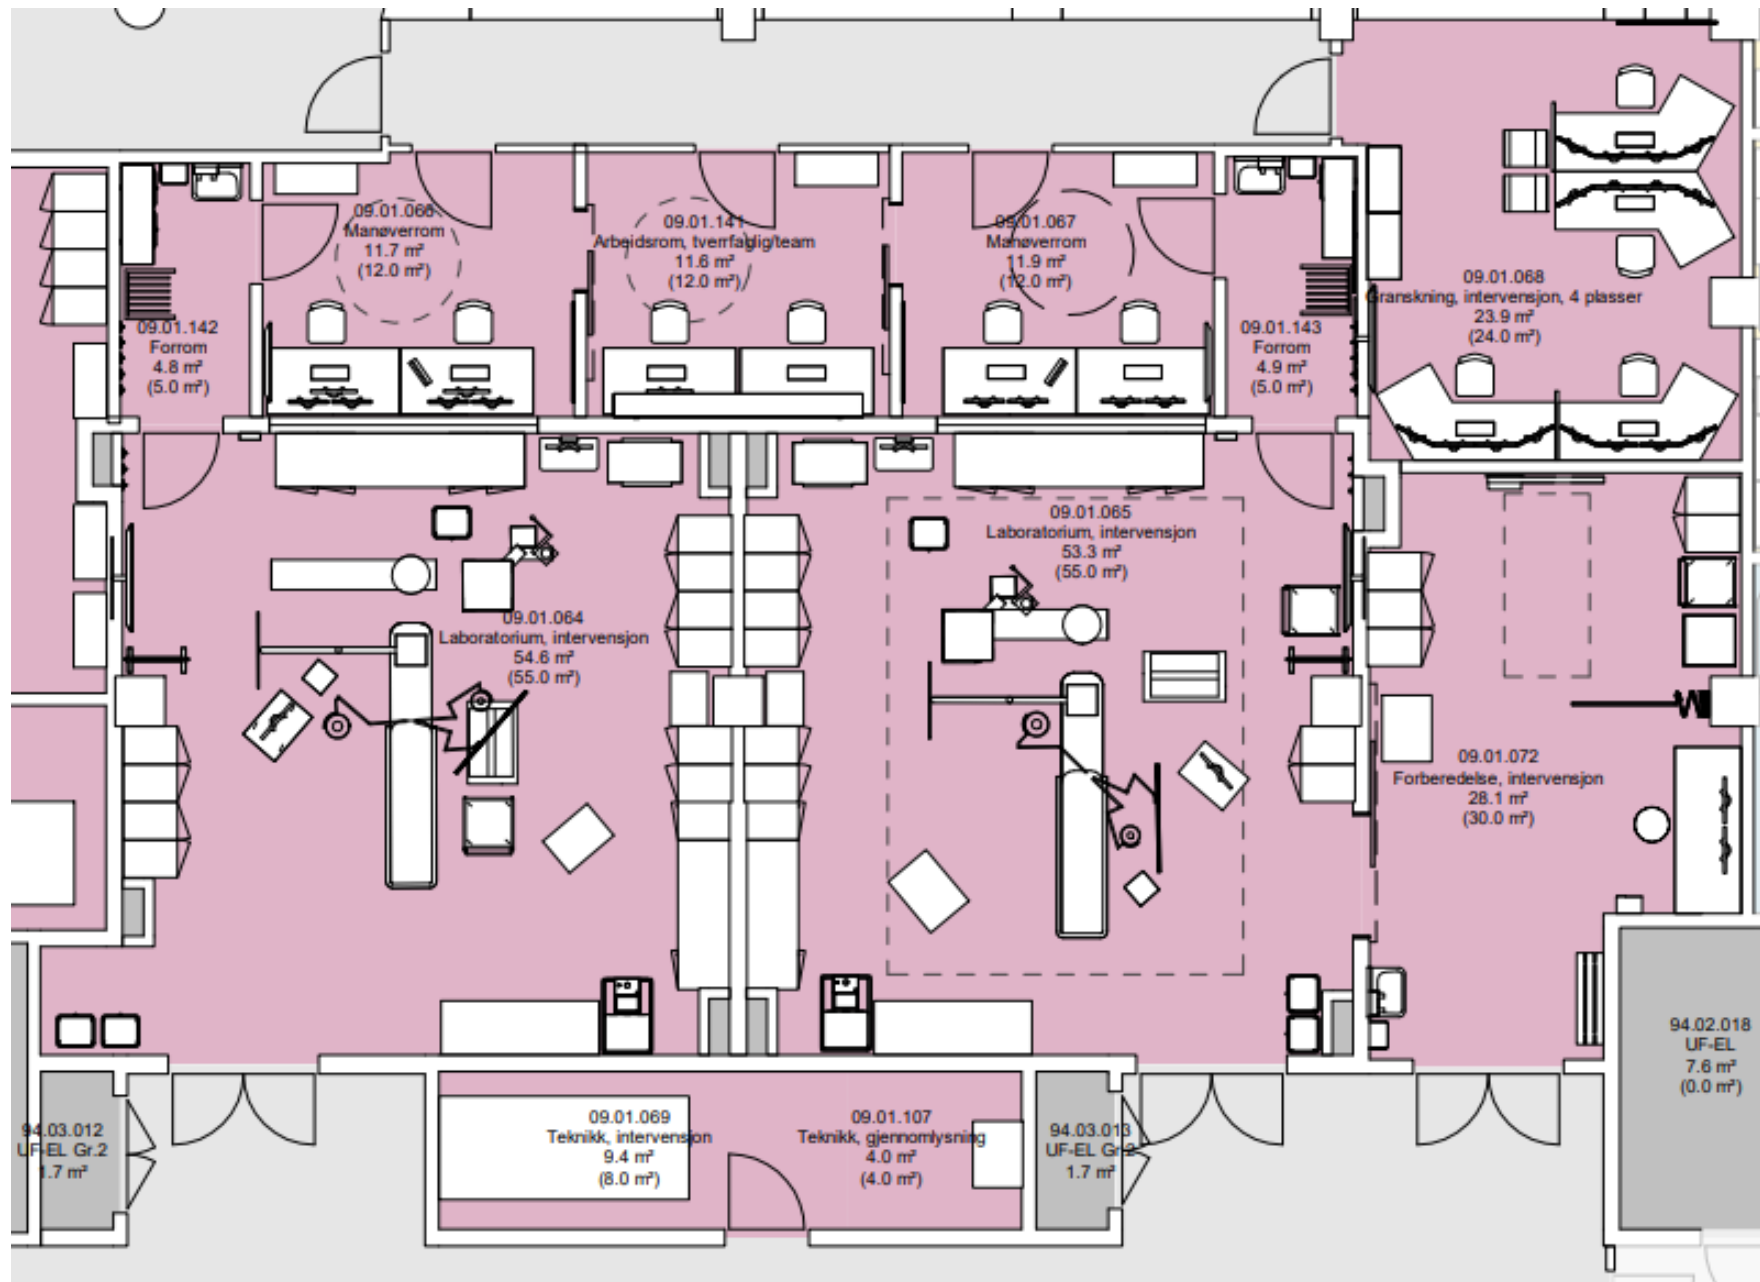 09.01.066
Manøverrom
11.7 m²
(12.0 m²)
09.01.141
Arbeidsrom, tverrfaglig/team
11.6 m²
(12.0 m²)
09.01.067
Manøverrom
11.9 m²
(12.0 m²)
09.01.068
Granskning, intervensjon, 4 plasser
23.9 m²
(24.0 m²)
09.01.142
Forrom
4.8 m²
(5.0 m²)
09.01.143
Forrom
4.9 m²
(5.0 m²)
09.01.065
Laboratorium, intervensjon
53.3 m²
(55.0 m²)
09.01.064
Laboratorium, intervensjon
54.6 m²
(55.0 m²)
09.01.072
Forberedelse, intervensjon
28.1 m²
(30.0 m²)
94.02.018
UF-EL
7.6 m²
(0.0 m²)
94.03.012
UF-EL Gr.2
1.7 m²
09.01.069
Teknikk, intervensjon
9.4 m²
(8.0 m²)
09.01.107
Teknikk, gjennomlysning
4.0 m²
(4.0 m²)
94.03.013
UF-EL Gr.2
1.7 m²